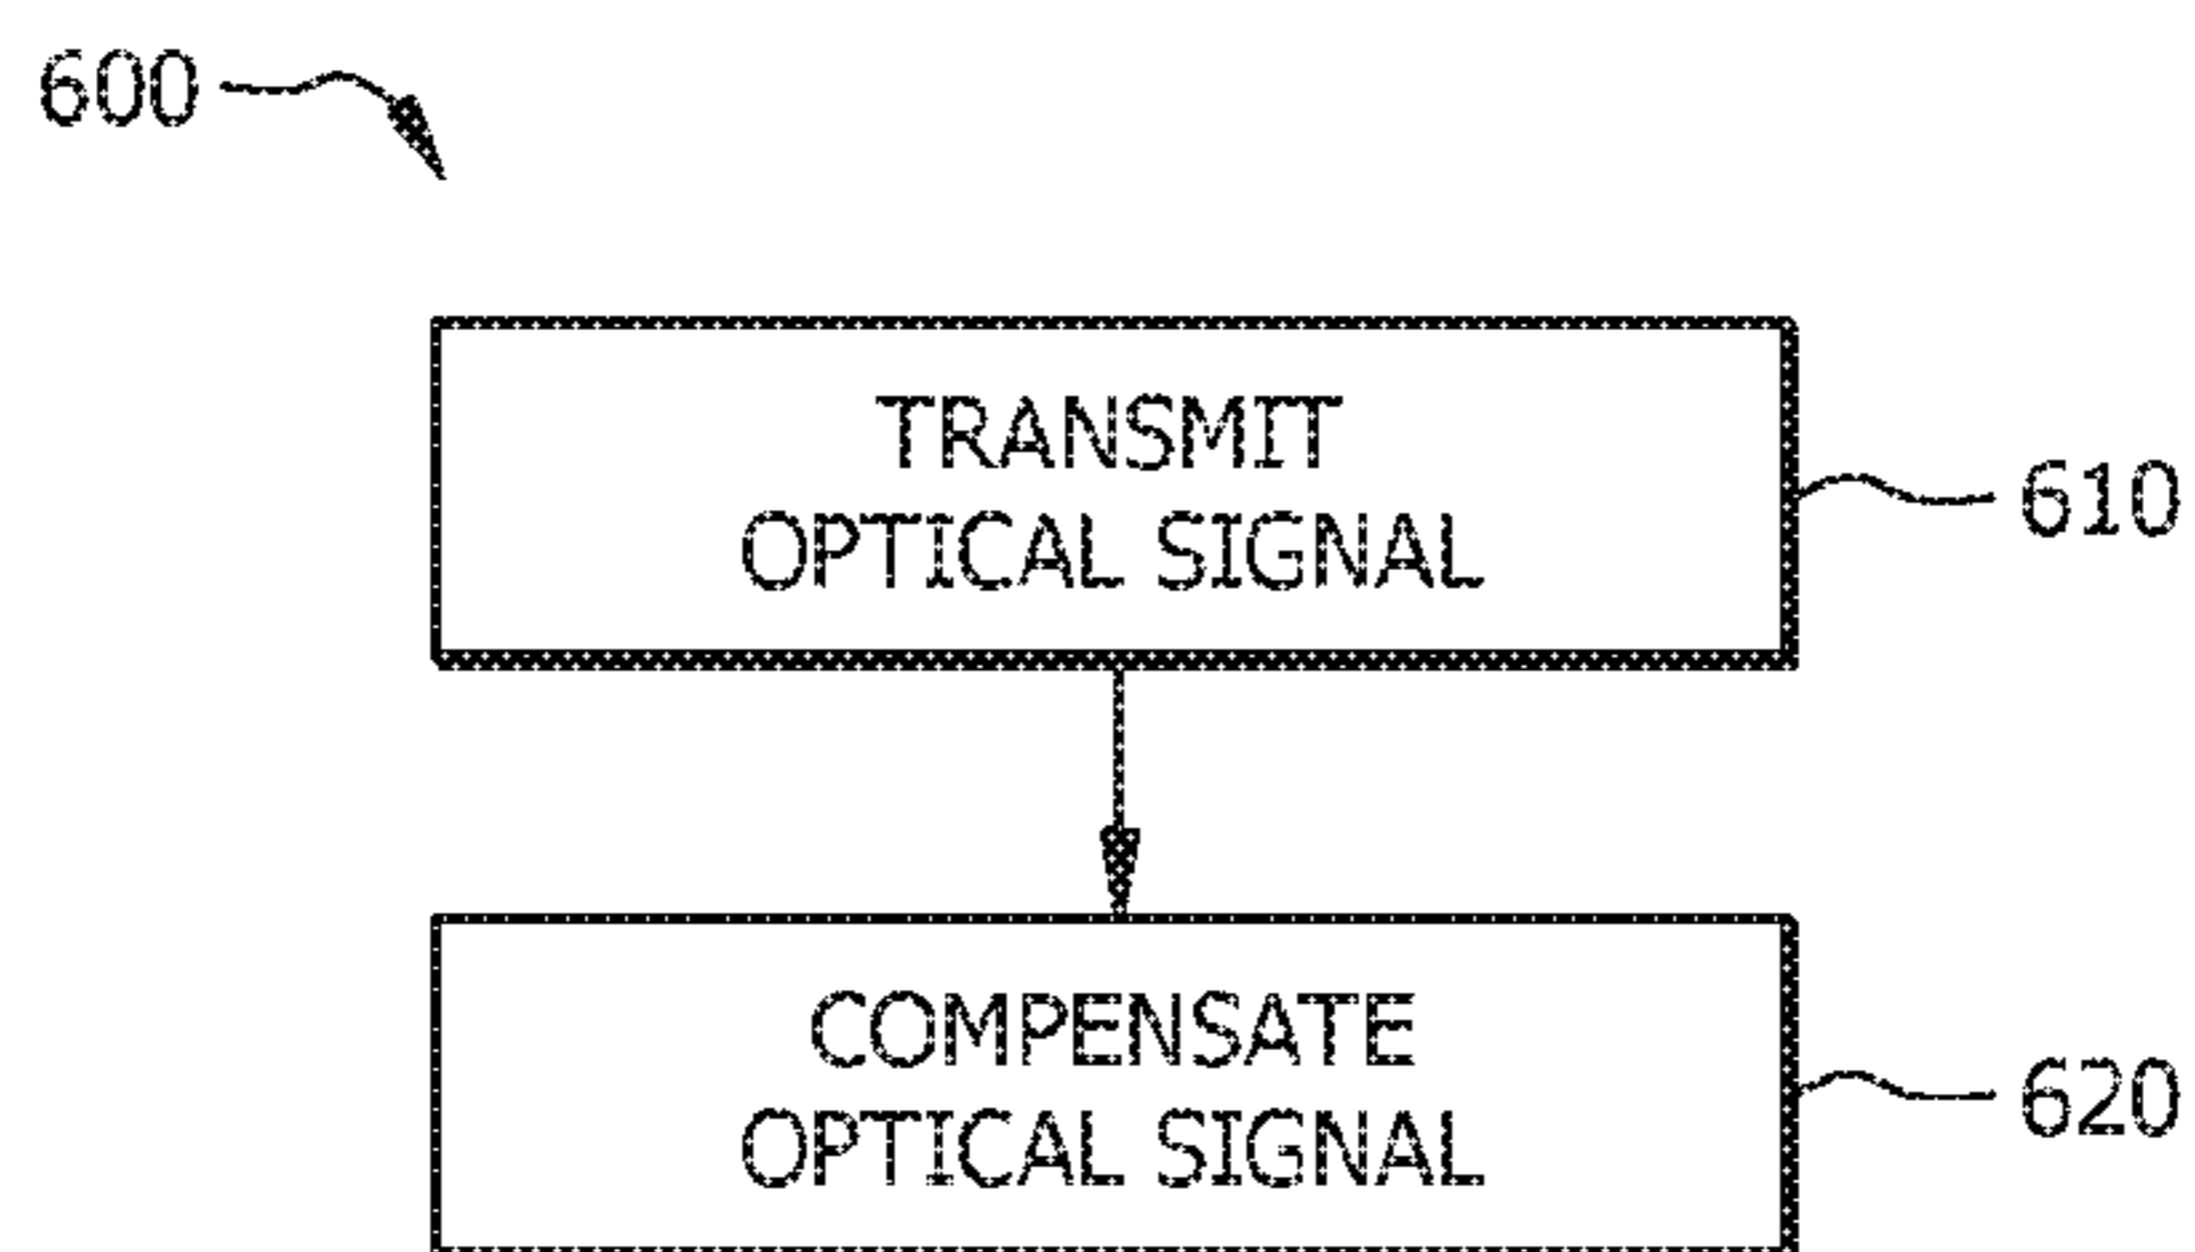 600
TRANSMIT
OPTICAL SIGNAL
610
COMPENSATE
OPTICAL SIGNAL
620